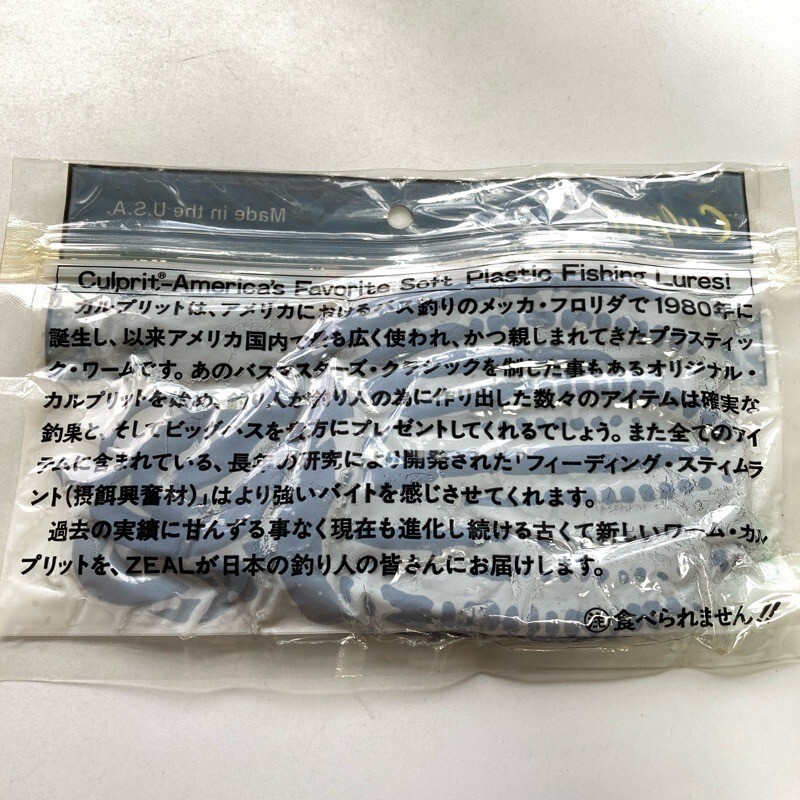 Made in the U.S.A.
Culprit®-America's Favorite Soft Plastic Fishing Lures!
カルプリットは、アメリカにおけるバス釣りのメッカ・フロリダで1980年に
誕生し、以来アメリカ国内で最も広く使われ、かつ親しまれてきたプラスティッ
ク・ワームです。あのバスマスターズ・クラシックを制した事もあるオリジナル・
カルプリットを始め、釣り人が釣り人の為に作り出した数々のアイテムは確実な
釣果と、そしてビッグバスを貴方にプレゼントしてくれるでしょう。また全てのアイ
テムに含まれている、長年の研究により開発された「フィーディング・スティムラ
ント(摂餌興奮材)」はより強いバイトを感じさせてくれます。
過去の実績に甘んずる事なく現在も進化し続ける古くて新しいワーム・カル
プリットを、ZEALが日本の釣り人の皆さんにお届けします。
㊟食べられません!!